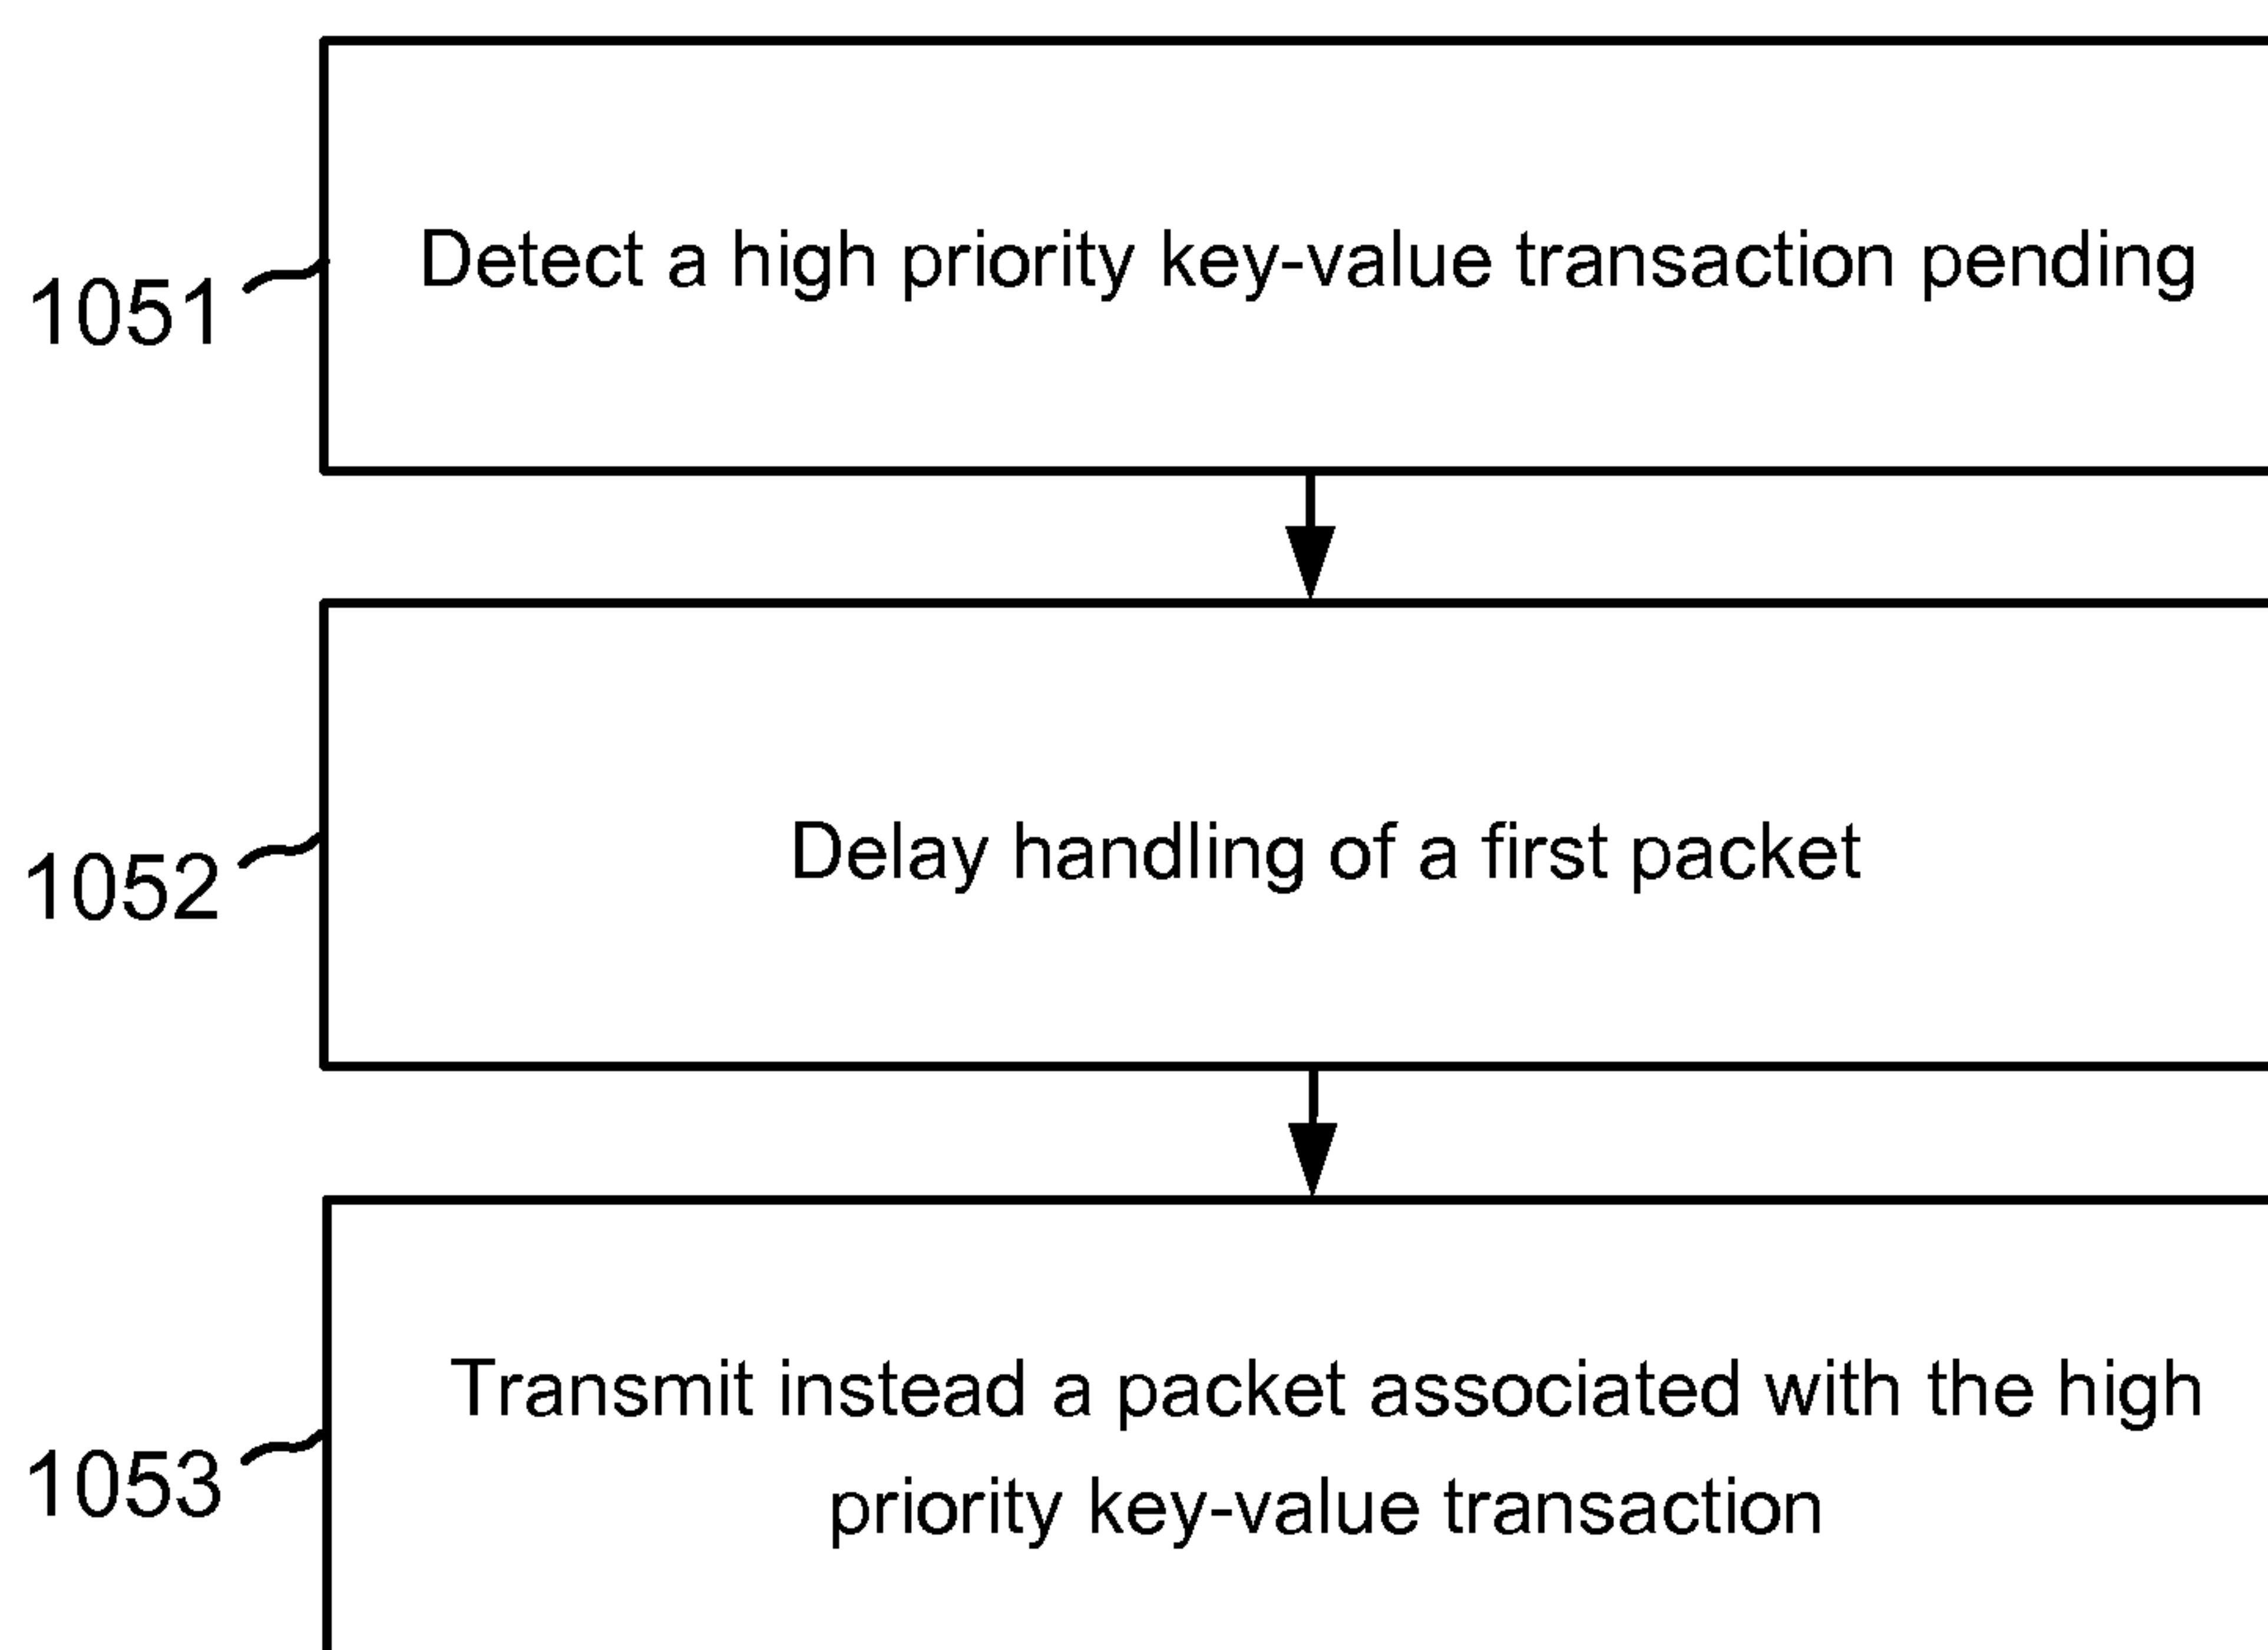 Detect a high priority key-value transaction pending
1051
Delay handling of a first packet
1052
Transmit instead a packet associated with the high
priority key-value transaction
1053